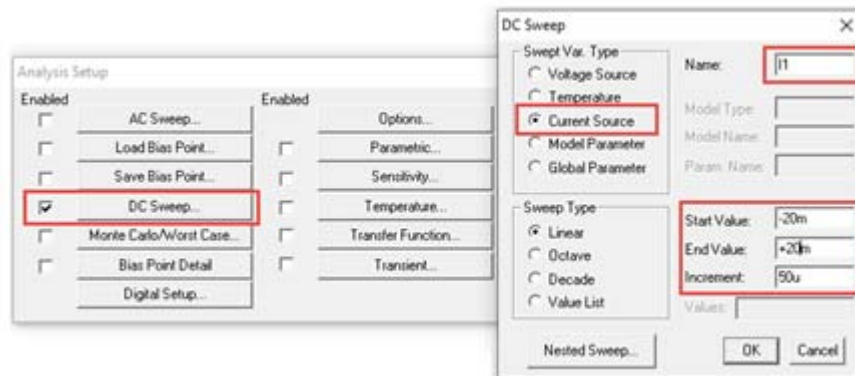 Analysis Setup
Enabled
Enabled
AC Sweep...
Options...
Load Bias Point...
Parametric...
Save Bias Point...
Sensitivity...
DC Sweep...
Temperature...
Monte Carlo/Worst Case...
Transfer Function...
Bias Point Detail
Transient...
Digital Setup...
DC Sweep
Swept Var. Type
Voltage Source
Temperature
Current Source
Model Parameter
Global Parameter
Name: I1
Model Type:
Model Name:
Param. Name:
Sweep Type
Linear
Octave
Decade
Value List
Start Value: -20m
End Value: +20m
Increment: 50u
Values:
Nested Sweep...
OK
Cancel